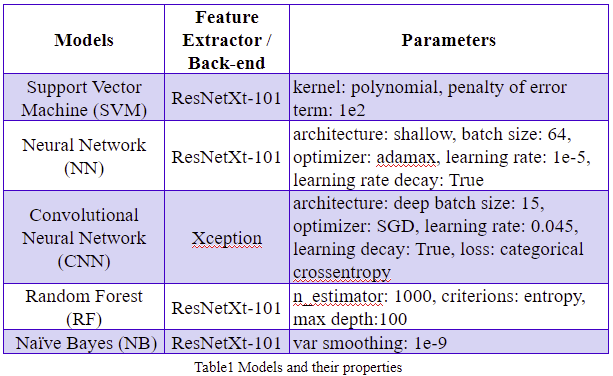 Models
Feature
Extractor /
Back-end
Parameters
Support Vector
Machine (SVM)
ResNetXt-101
kernel: polynomial, penalty of error
term: 1e2
Neural Network
(NN)
ResNetXt-101
architecture: shallow, batch size: 64,
optimizer: adamax, learning rate: 1e-5,
learning rate decay: True
Convolutional
Neural Network
(CNN)
Xception
architecture: deep batch size: 15,
optimizer: SGD, learning rate: 0.045,
learning decay: True, loss: categorical
crossentropy
Random Forest
(RF)
ResNetXt-101
n_estimator: 1000, criterions: entropy,
max depth:100
Naïve Bayes (NB)
ResNetXt-101
var smoothing: 1e-9
Table1 Models and their properties